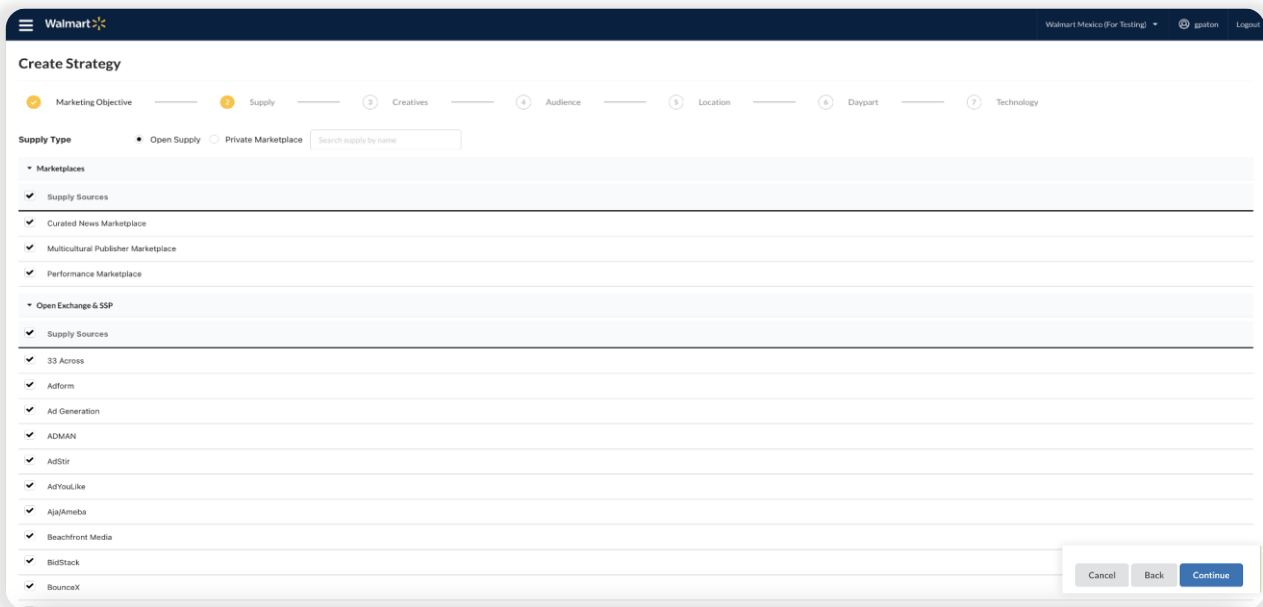 Walmart Walmart Mexico (For Testing) gpaton Logout
Create Strategy
Marketing Objective 2 Supply 3 Creatives 4 Audience 5 Location 6 Daypart 7 Technology
Supply Type Open Supply Private Marketplace Search supply by name
Marketplaces
Supply Sources
Curated News Marketplace
Multicultural Publisher Marketplace
Performance Marketplace
Open Exchange & SSP
Supply Sources
33 Across
Adform
Ad Generation
ADMAN
AdStir
AdYouLike
Aja/Ameba
Beachfront Media
BidStack
BounceX
Cancel Back Continue